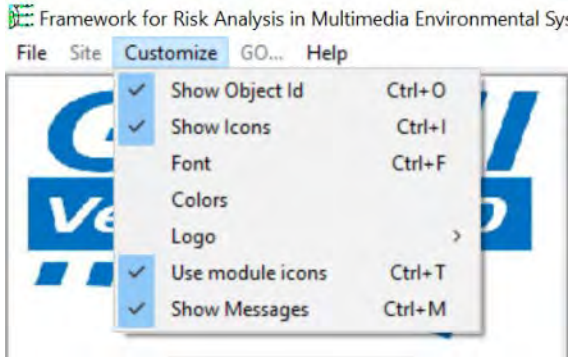 Framework for Risk Analysis in Multimedia Environmental Sys
File Site Customize GO... Help
Show Object Id Ctrl+O
Show Icons Ctrl+I
Font Ctrl+F
Colors
Logo
Use module icons Ctrl+T
Show Messages Ctrl+M